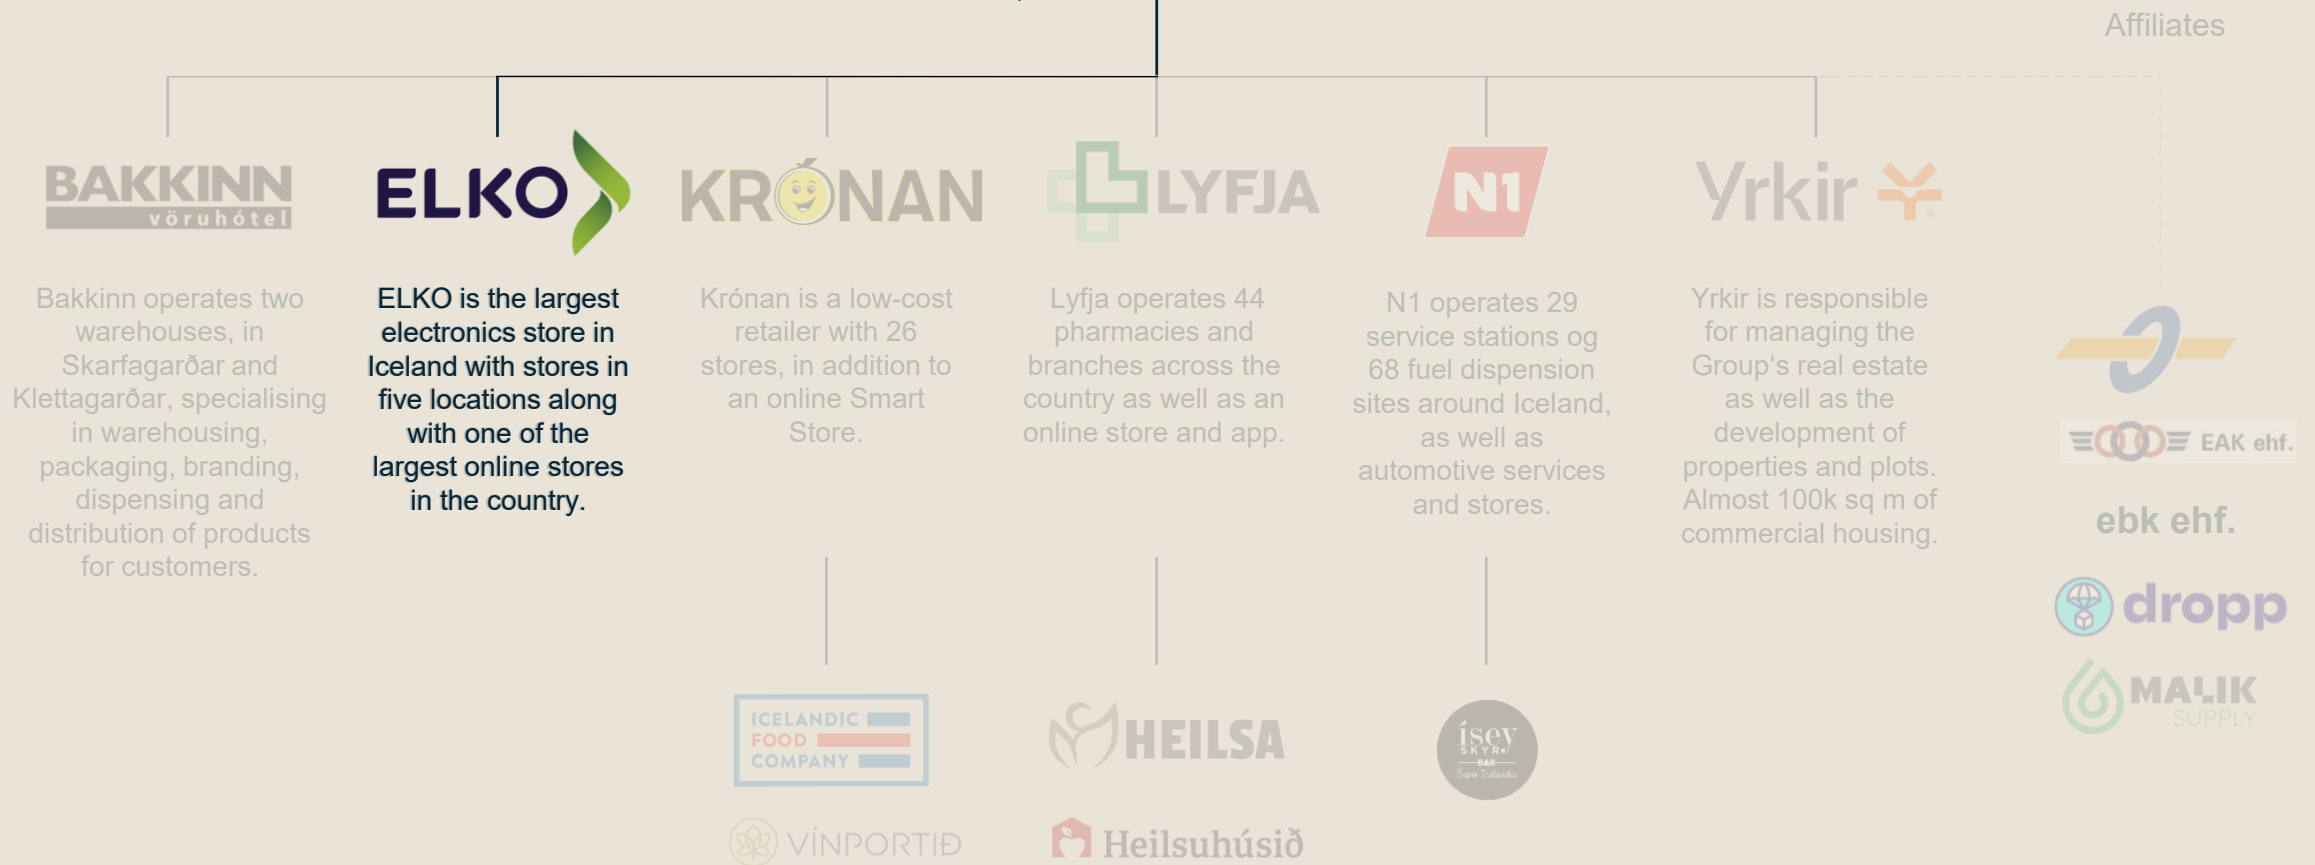 Affiliates
BAKKINN
vöruhótel
Bakkinn operates two
warehouses, in
Skarfagarðar and
Klettagarðar, specialising
in warehousing,
packaging, branding,
dispensing and
distribution of products
for customers.
ELKO
ELKO is the largest
electronics store in
Iceland with stores in
five locations along
with one of the
largest online stores
in the country.
KRÓNAN
Krónan is a low-cost
retailer with 26
stores, in addition to
an online Smart
Store.
LYFJA
Lyfja operates 44
pharmacies and
branches across the
country as well as an
online store and app.
N1
N1 operates 29
service stations og
68 fuel dispension
sites around Iceland,
as well as
automotive services
and stores.
Yrkir
Yrkir is responsible
for managing the
Group‘s real estate
as well as the
development of
properties and plots.
Almost 100k sq m of
commercial housing.
EAK ehf.
ebk ehf.
dropp
MALIK
SUPPLY
ICELANDIC
FOOD
COMPANY
VÍNPORTIÐ
HEILSA
Heilsuhúsið
ísey
SKYR
BAR
Super Icelandic